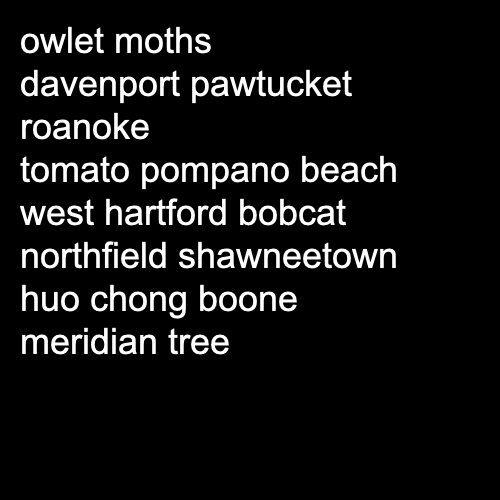 owlet moths
davenport pawtucket
roanoke
tomato pompano beach
west hartford bobcat
northfield shawneetown
huo chong boone
meridian tree